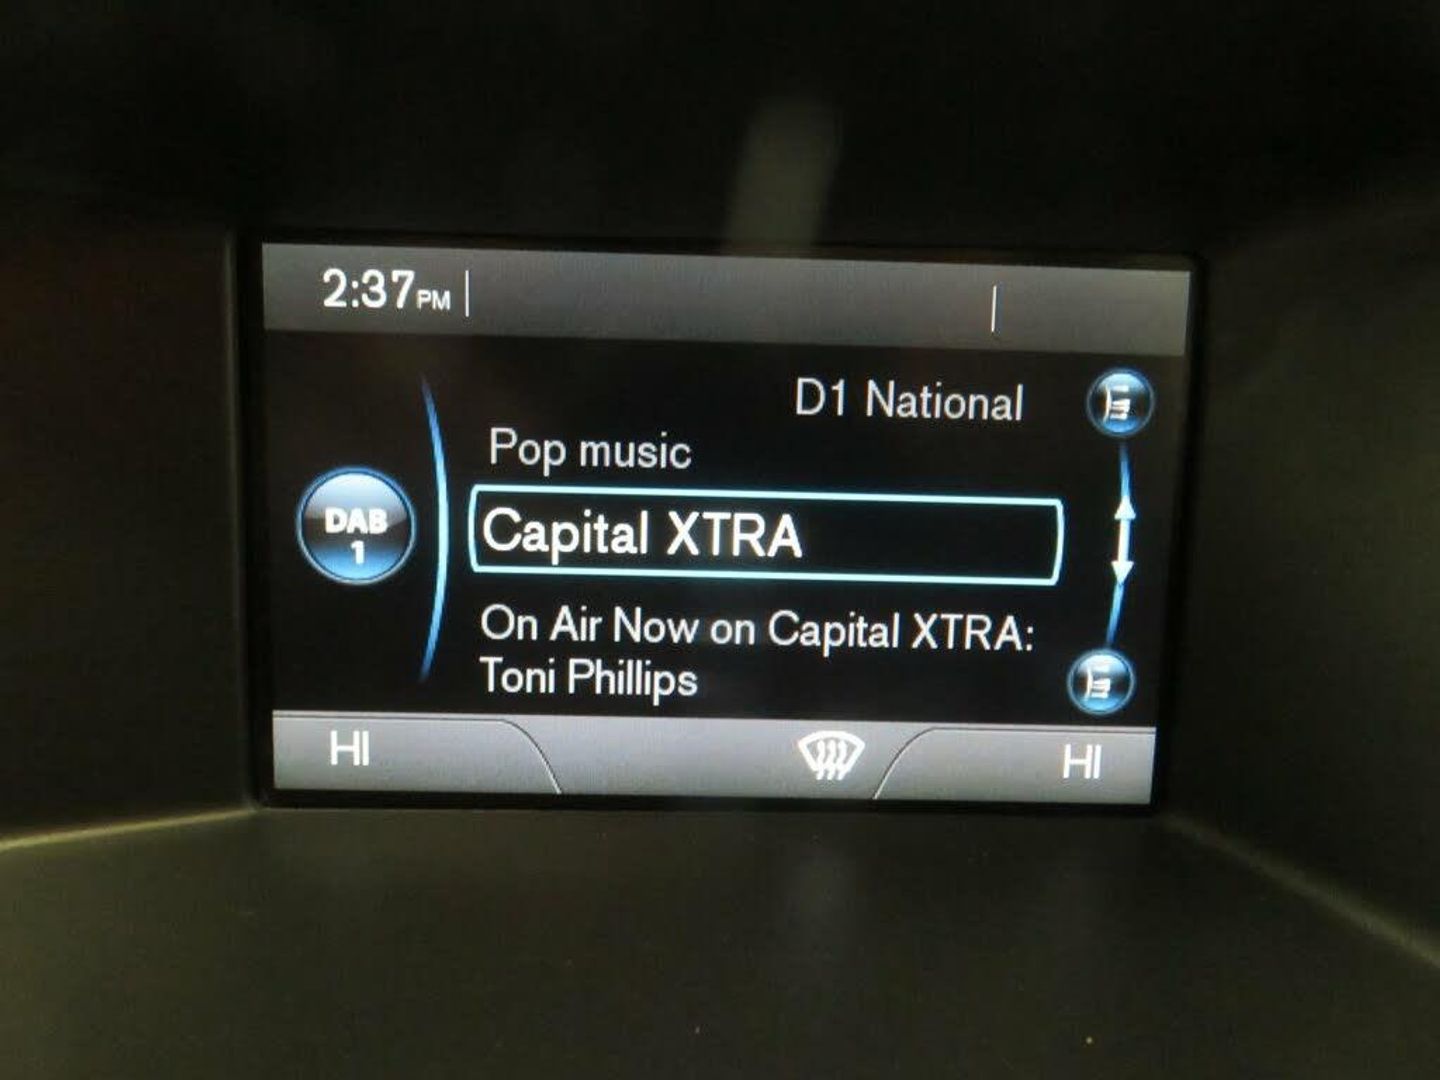 2:37PM
D1 National
Pop music
DAB
1
Capital XTRA
On Air Now on Capital XTRA:
Toni Phillips
HI
HI